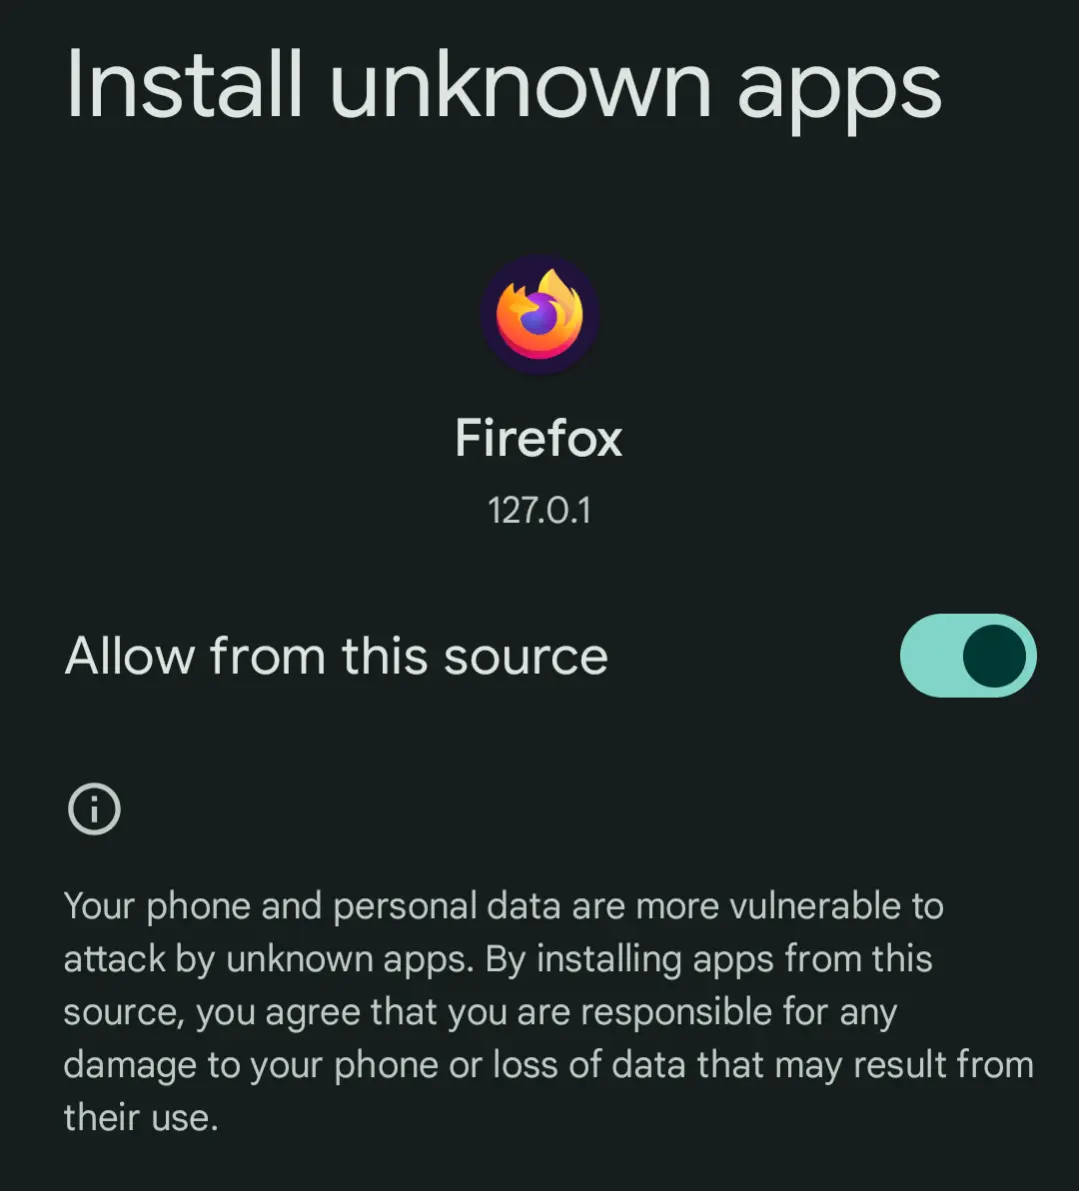 Install unknown apps
Firefox
127.0.1
Allow from this source
Your phone and personal data are more vulnerable to
attack by unknown apps. By installing apps from this
source, you agree that you are responsible for any
damage to your phone or loss of data that may result from
their use.